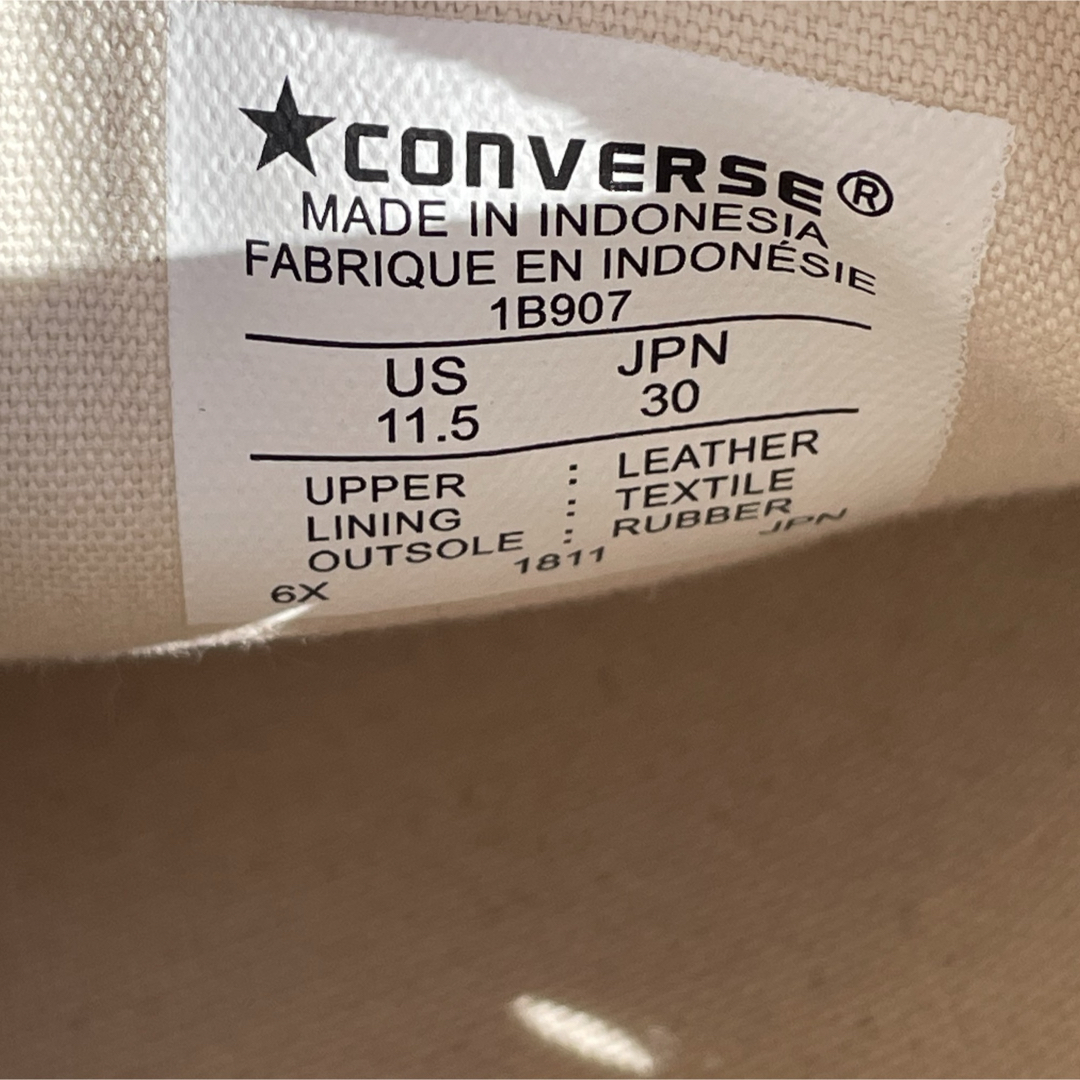 ★CONVERSE®
MADE IN INDONESIA
FABRIQUE EN INDONÉSIE
1B907
US JPN
11.5 30
UPPER : LEATHER
LINING : TEXTILE
OUTSOLE : RUBBER
6X 1811 JPN